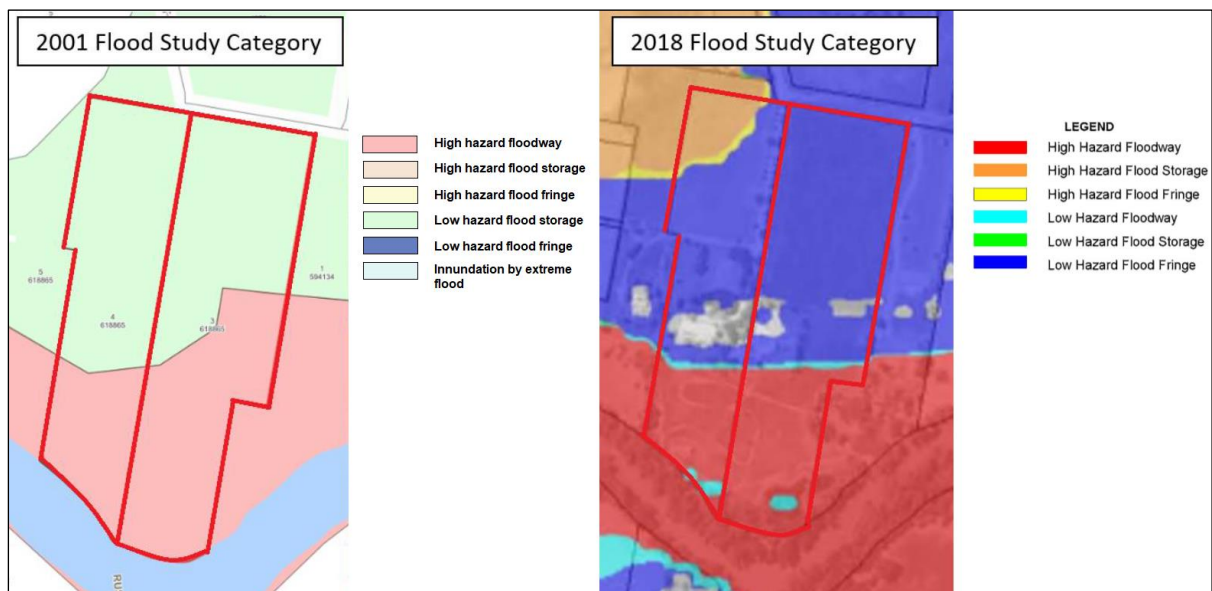 2001 Flood Study Category
High hazard floodway
High hazard flood storage
High hazard flood fringe
Low hazard flood storage
Low hazard flood fringe
Innundation by extreme
flood
1
594134
5
618865
4
618865
3
618865
RU
2018 Flood Study Category
LEGEND
High Hazard Floodway
High Hazard Flood Storage
High Hazard Flood Fringe
Low Hazard Floodway
Low Hazard Flood Storage
Low Hazard Flood Fringe